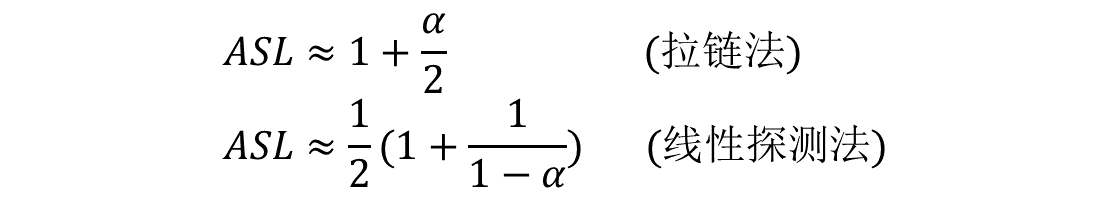 ASL ≈ 1 + α/2 (拉链法)
ASL ≈ 1/2 (1 + 1/(1 − α)) (线性探测法)